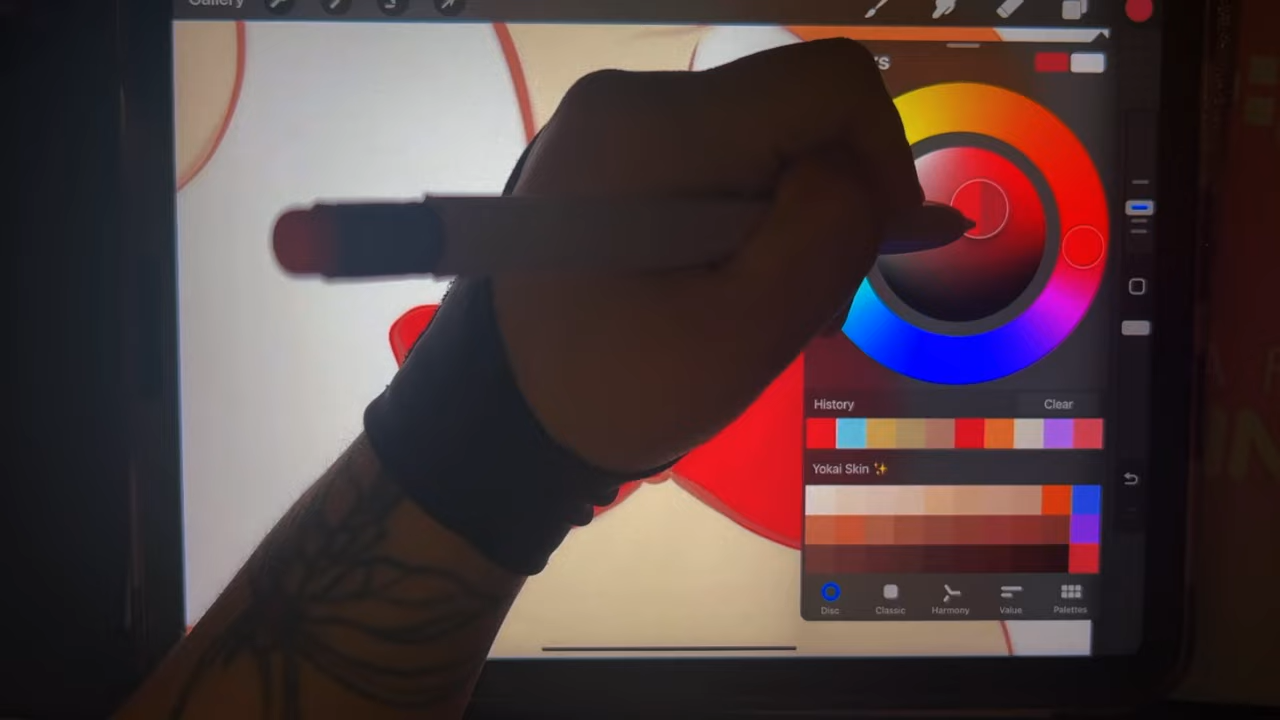 Gallery
History Clear
Yokai Skin ✨
Disc Classic Harmony Value Palettes